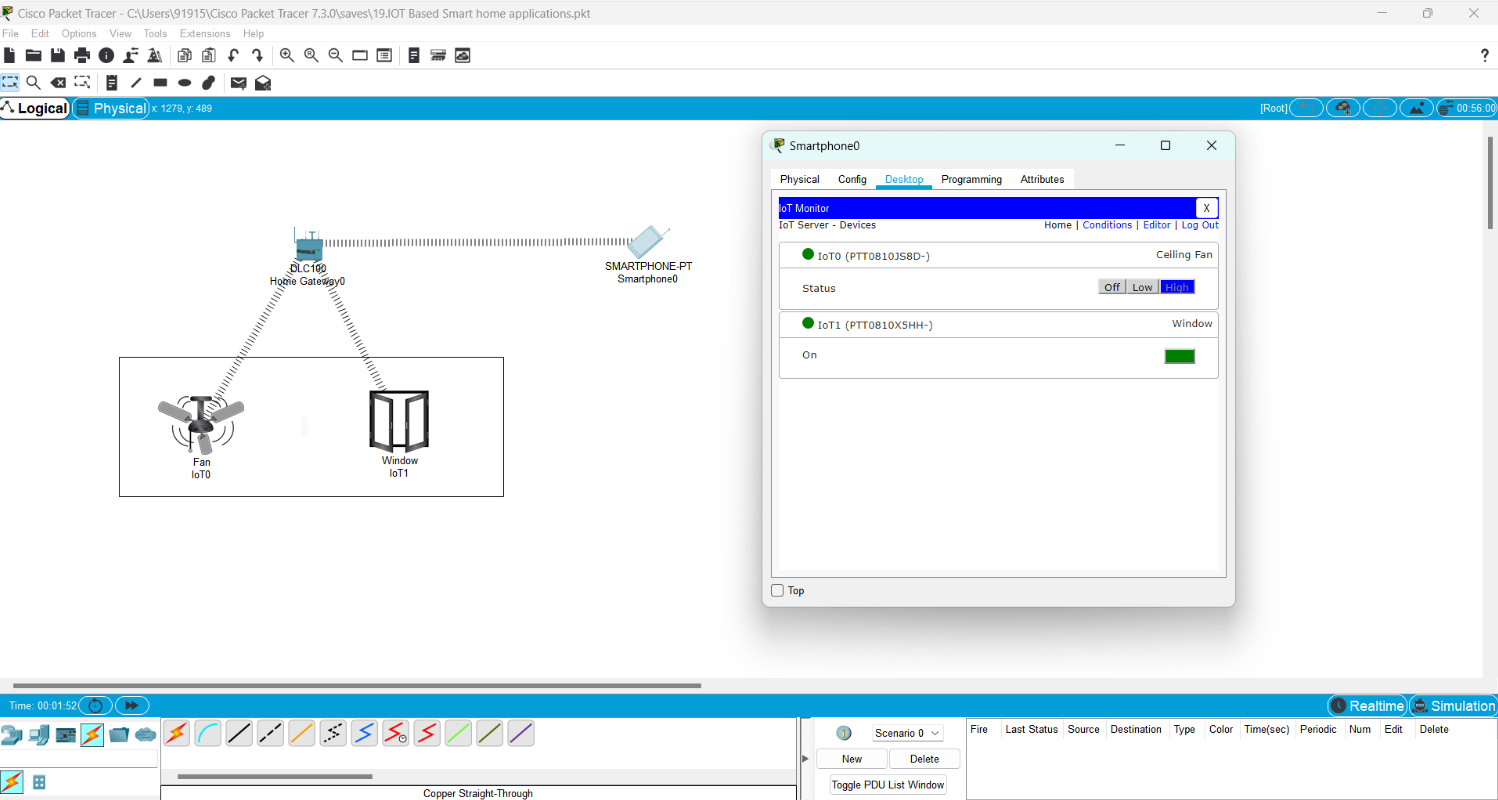 Cisco Packet Tracer - C:\Users\91915\Cisco Packet Tracer 7.3.0\saves\19.IOT Based Smart home applications.pkt
File Edit Options View Tools Extensions Help
?
Logical Physical x: 1279, y: 489 [Root] 00:56:00
Smartphone0
Physical Config Desktop Programming Attributes
IoT Monitor X
IoT Server - Devices Home | Conditions | Editor | Log Out
IoT0 (PTT0810JS8D-) Ceiling Fan
Status Off Low High
IoT1 (PTT0810X5HH-) Window
On
Top
DLC100
Home Gateway0
SMARTPHONE-PT
Smartphone0
Fan
IoT0
Window
IoT1
Time: 00:01:52 Realtime Simulation
Scenario 0
New Delete
Toggle PDU List Window
Fire Last Status Source Destination Type Color Time(sec) Periodic Num Edit Delete
Copper Straight-Through